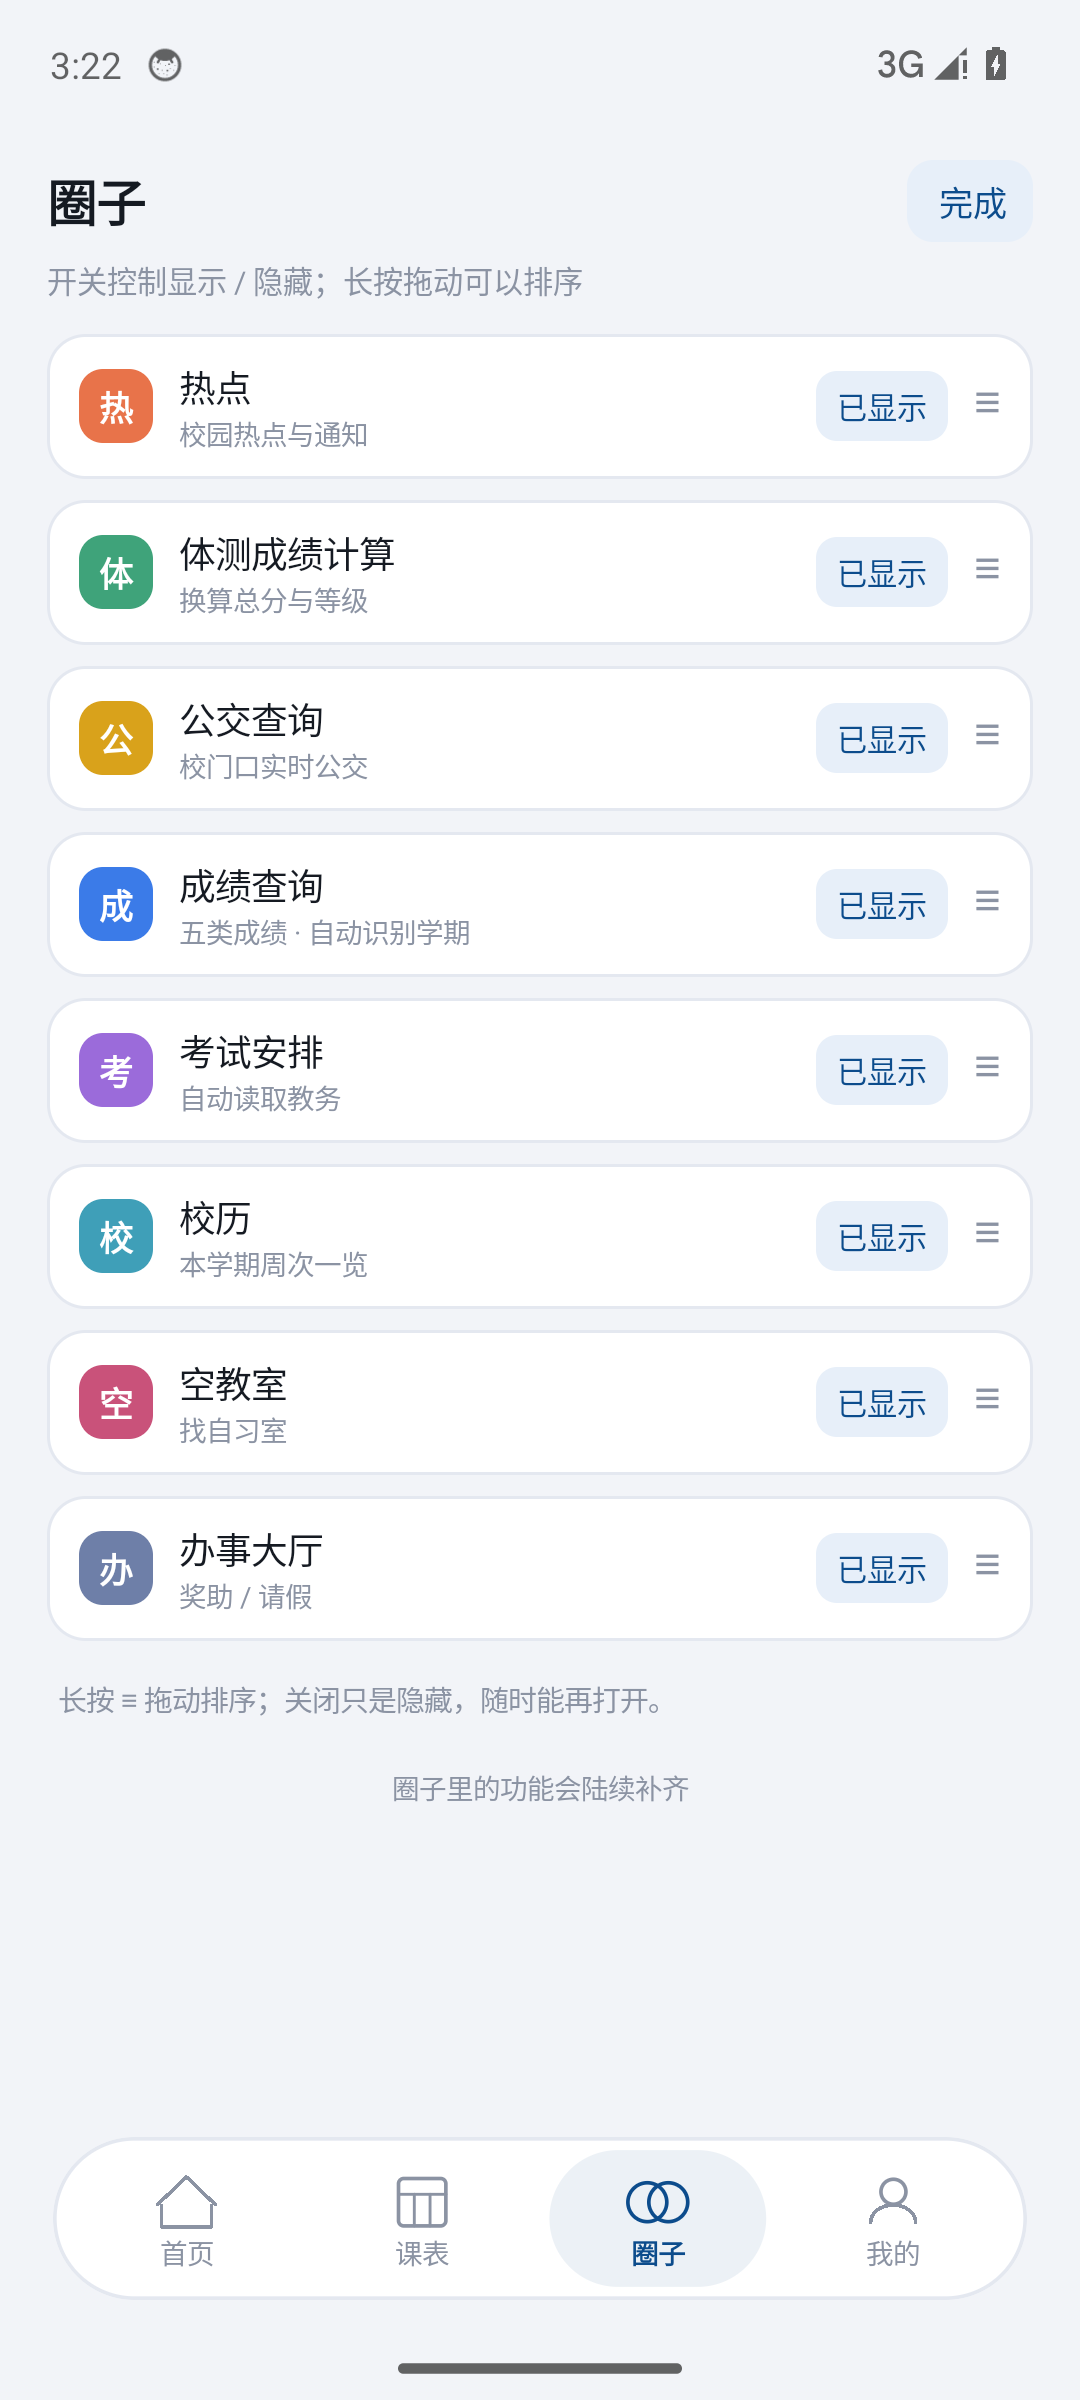 3:22
3G
圈子
完成
开关控制显示 / 隐藏；长按拖动可以排序
热
热点
校园热点与通知
已显示
体
体测成绩计算
换算总分与等级
已显示
公
公交查询
校门口实时公交
已显示
成
成绩查询
五类成绩 · 自动识别学期
已显示
考
考试安排
自动读取教务
已显示
校
校历
本学期周次一览
已显示
空
空教室
找自习室
已显示
办
办事大厅
奖助 / 请假
已显示
长按 ≡ 拖动排序；关闭只是隐藏，随时能再打开。
圈子里的功能会陆续补齐
首页
课表
圈子
我的